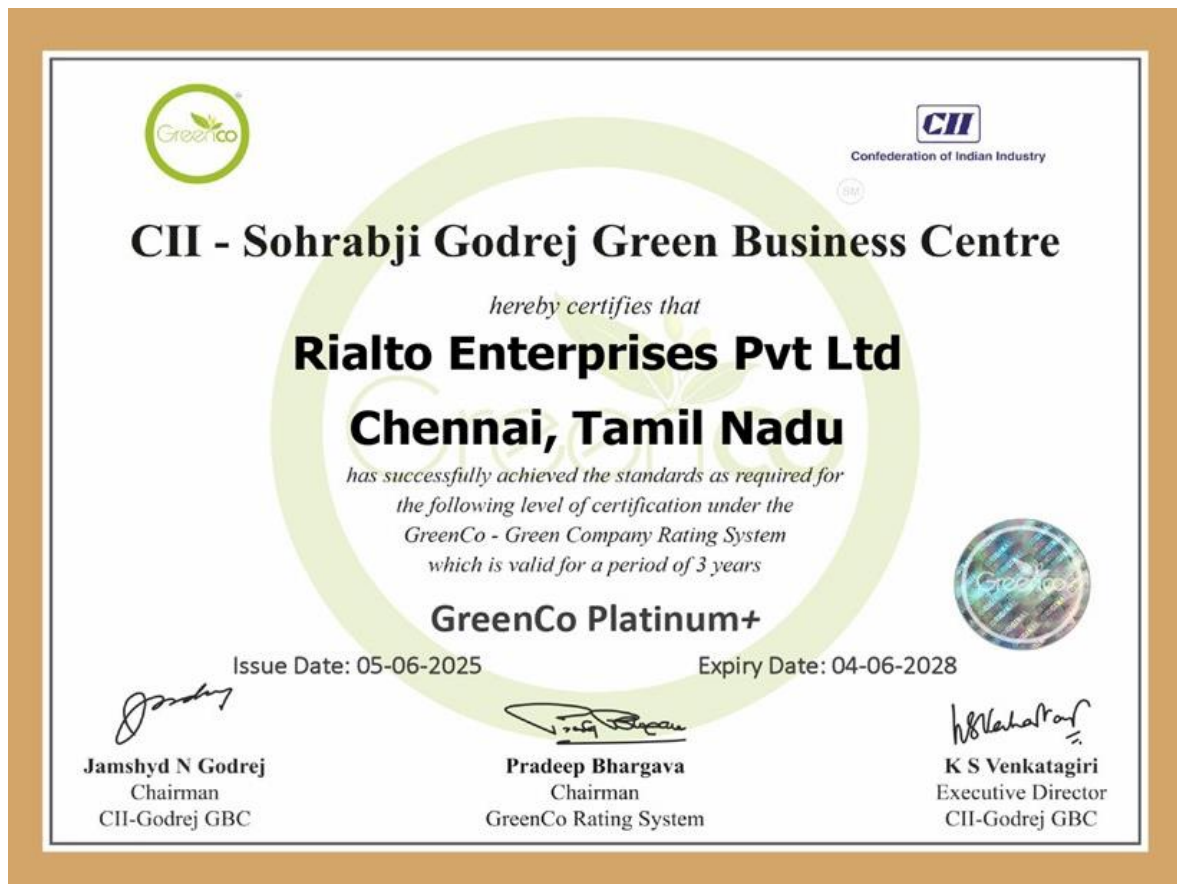 Greenco
CII
Confederation of Indian Industry
SM
CII - Sohrabji Godrej Green Business Centre
hereby certifies that
Rialto Enterprises Pvt Ltd
Chennai, Tamil Nadu
has successfully achieved the standards as required for
the following level of certification under the
GreenCo - Green Company Rating System
which is valid for a period of 3 years
Greenco
GreenCo Platinum+
Issue Date: 05-06-2025 Expiry Date: 04-06-2028
Jamshyd N Godrej
Chairman
CII-Godrej GBC
Pradeep Bhargava
Chairman
GreenCo Rating System
K S Venkatagiri
Executive Director
CII-Godrej GBC